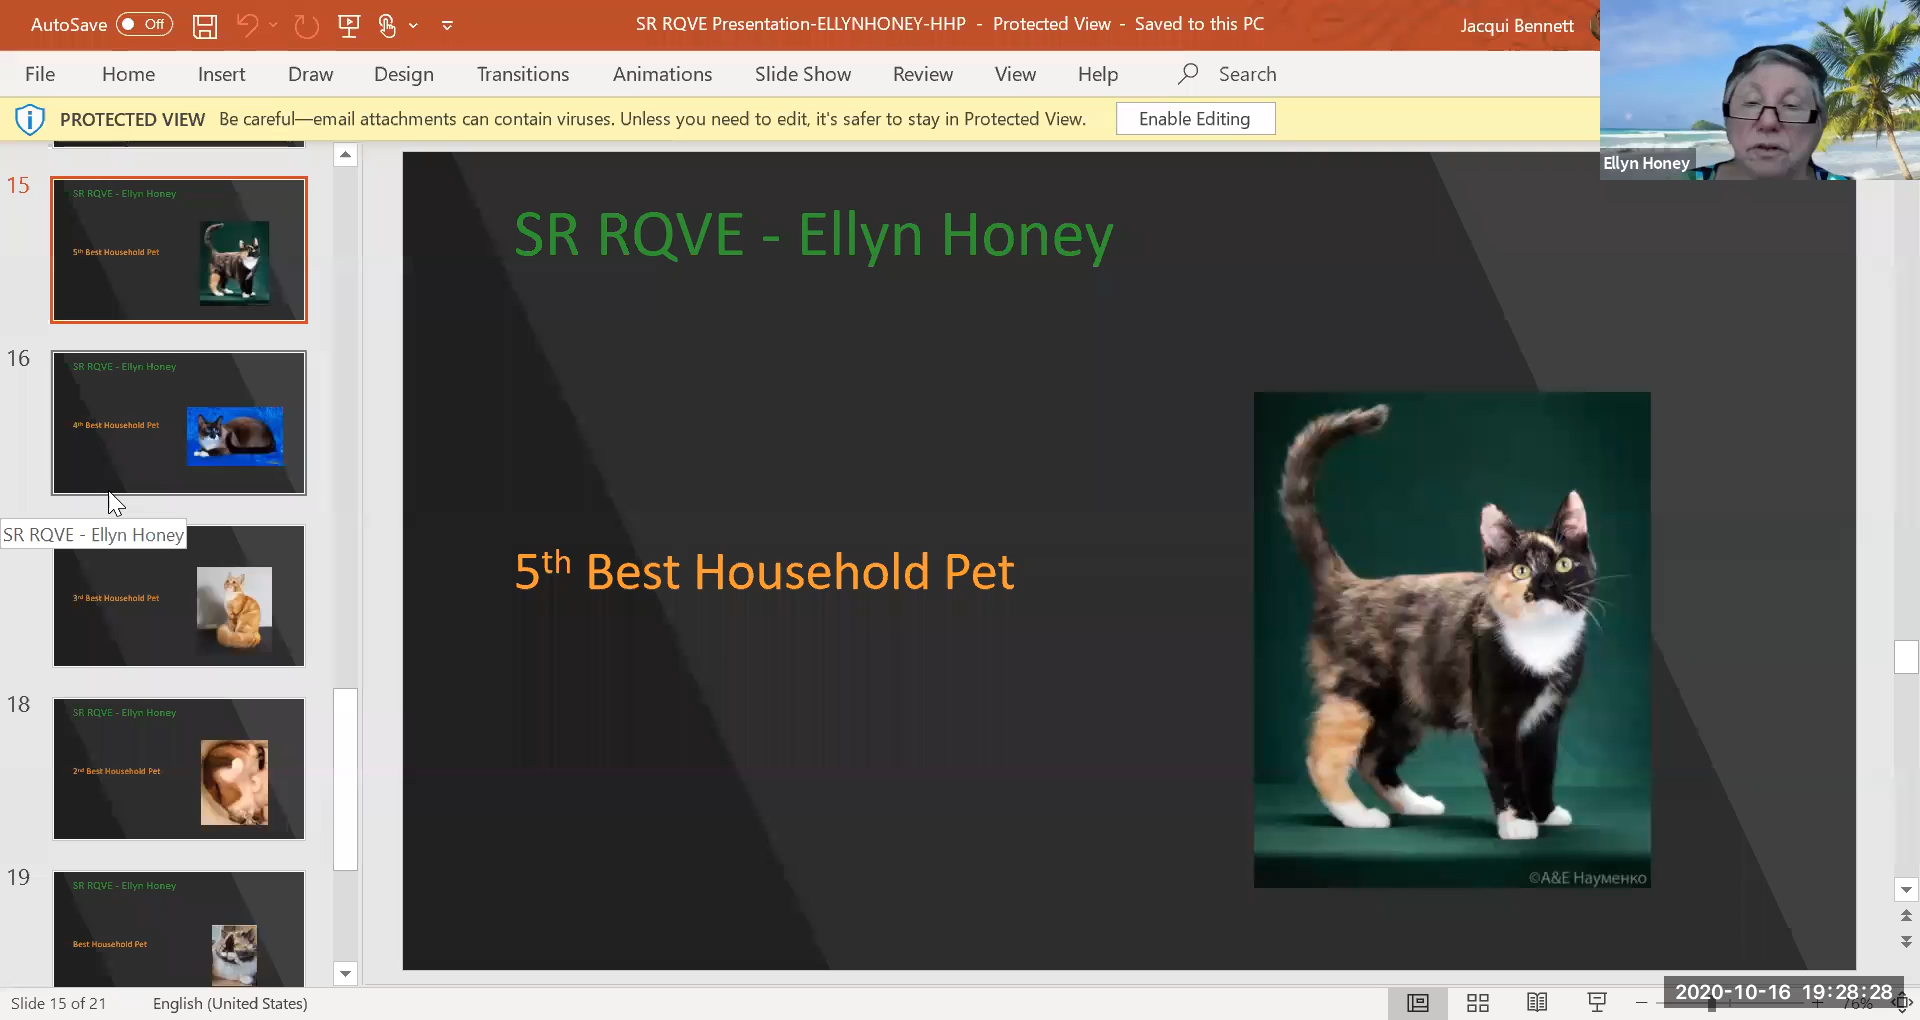 AutoSave Off
SR RQVE Presentation-ELLYNHONEY-HHP - Protected View - Saved to this PC
Jacqui Bennett
File Home Insert Draw Design Transitions Animations Slide Show Review View Help Search
PROTECTED VIEW Be careful—email attachments can contain viruses. Unless you need to edit, it's safer to stay in Protected View. Enable Editing
Ellyn Honey
15
SR RQVE - Ellyn Honey
5th Best Household Pet
16
SR RQVE - Ellyn Honey
4th Best Household Pet
SR RQVE - Ellyn Honey
3rd Best Household Pet
18
SR RQVE - Ellyn Honey
2nd Best Household Pet
19
SR RQVE - Ellyn Honey
Best Household Pet
SR RQVE - Ellyn Honey
5th Best Household Pet
©A&E Науменко
Slide 15 of 21 English (United States)
76%
2020-10-16 19:28:28